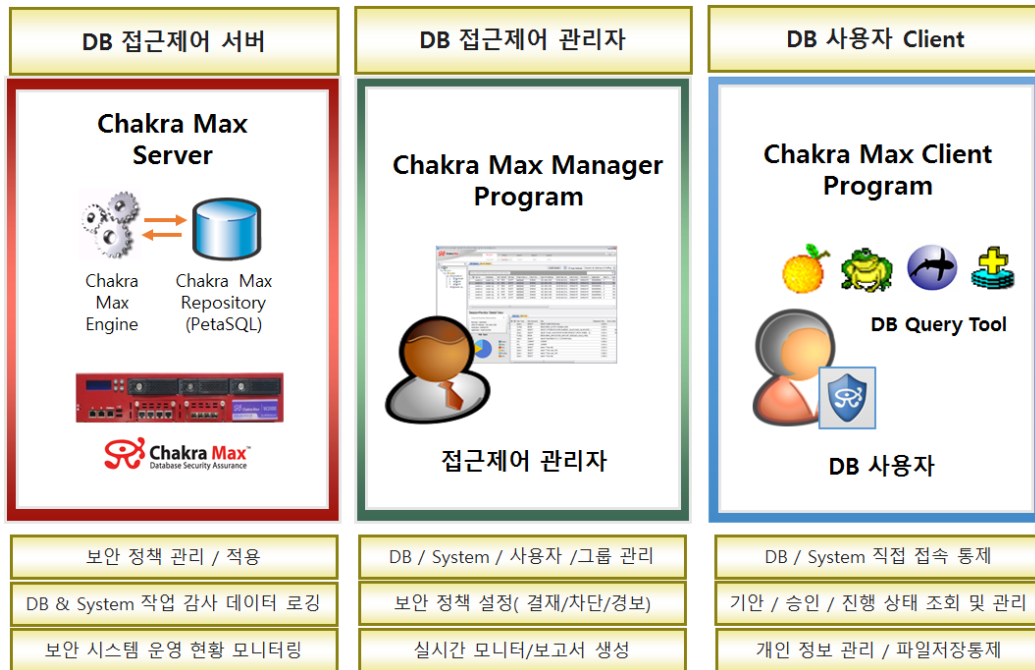 DB 접근제어 서버
Chakra Max
Server
Chakra
Max
Engine
Chakra Max
Repository
(PetaSQL)
Chakra Max™
Database Security Assurance
보안 정책 관리 / 적용
DB & System 작업 감사 데이터 로깅
보안 시스템 운영 현황 모니터링
DB 접근제어 관리자
Chakra Max Manager
Program
접근제어 관리자
DB / System / 사용자 /그룹 관리
보안 정책 설정( 결재/차단/경보)
실시간 모니터/보고서 생성
DB 사용자 Client
Chakra Max Client
Program
DB Query Tool
DB 사용자
DB / System 직접 접속 통제
기안 / 승인 / 진행 상태 조회 및 관리
개인 정보 관리 / 파일저장통제